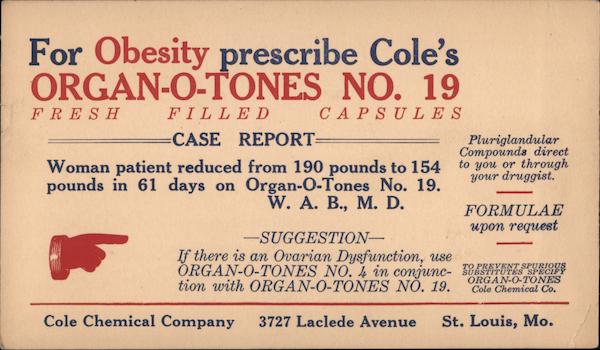 For Obesity prescribe Cole's
ORGAN-O-TONES NO. 19
FRESH FILLED CAPSULES
CASE REPORT
Woman patient reduced from 190 pounds to 154
pounds in 61 days on Organ-O-Tones No. 19.
W. A. B., M. D.
—SUGGESTION—
If there is an Ovarian Dysfunction, use
ORGAN-O-TONES NO. 4 in conjunc-
tion with ORGAN-O-TONES NO. 19.
Pluriglandular
Compounds direct
to you or through
your druggist.
FORMULAE
upon request
TO PREVENT SPURIOUS
SUBSTITUTES SPECIFY
ORGAN-O-TONES
Cole Chemical Co.
Cole Chemical Company 3727 Laclede Avenue St. Louis, Mo.